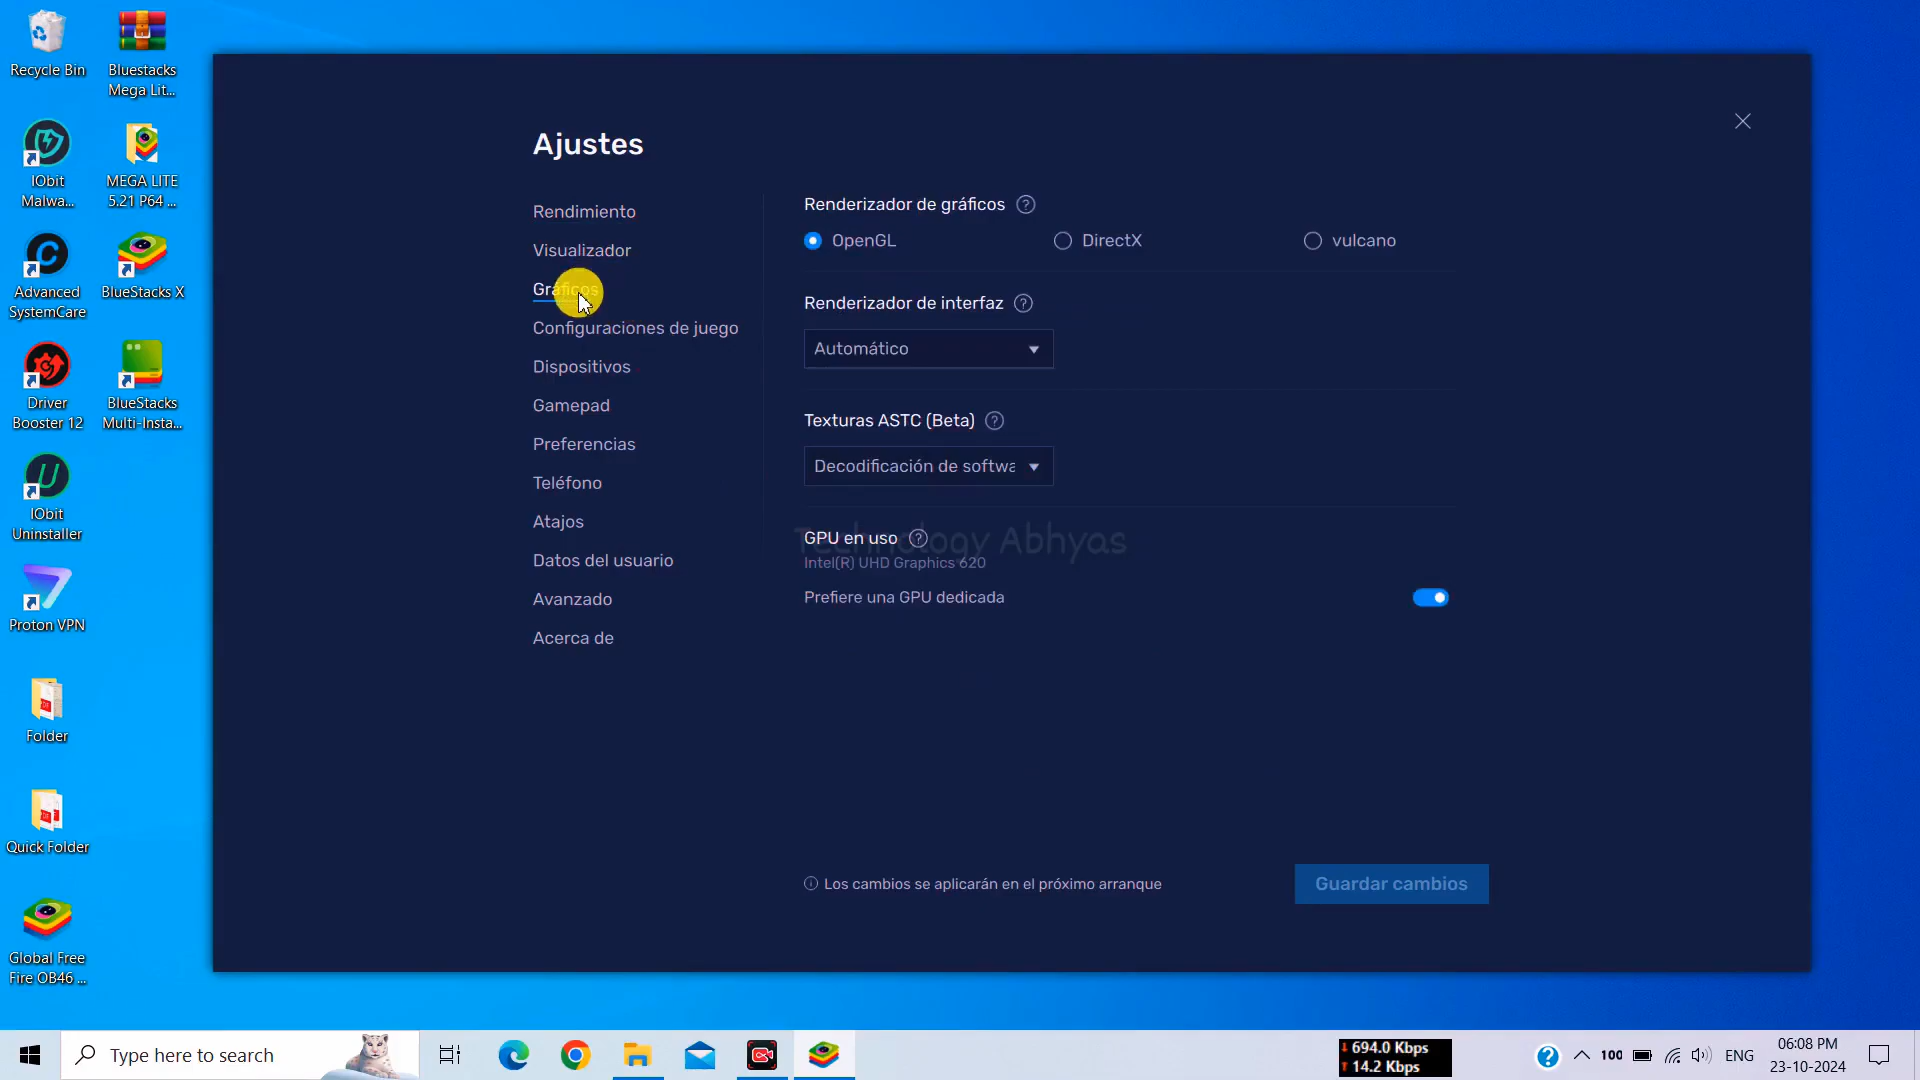 Recycle Bin
Bluestacks
Mega Lit...
IObit
Malwa...
MEGA LITE
5.21 P64 ...
Advanced
SystemCare
BlueStacks X
Driver
Booster 12
BlueStacks
Multi-Insta...
IObit
Uninstaller
Proton VPN
Folder
Quick Folder
Global Free
Fire OB46 ...
Ajustes
Rendimiento
Visualizador
Gráficos
Configuraciones de juego
Dispositivos
Gamepad
Preferencias
Teléfono
Atajos
Datos del usuario
Avanzado
Acerca de
Renderizador de gráficos
OpenGL
DirectX
vulcano
Renderizador de interfaz
Automático
Texturas ASTC (Beta)
Decodificación de softwa
Technology Abhyas
GPU en uso
Intel(R) UHD Graphics 620
Prefiere una GPU dedicada
Los cambios se aplicarán en el próximo arranque
Guardar cambios
Type here to search
694.0 Kbps
14.2 Kbps
100
ENG
06:08 PM
23-10-2024